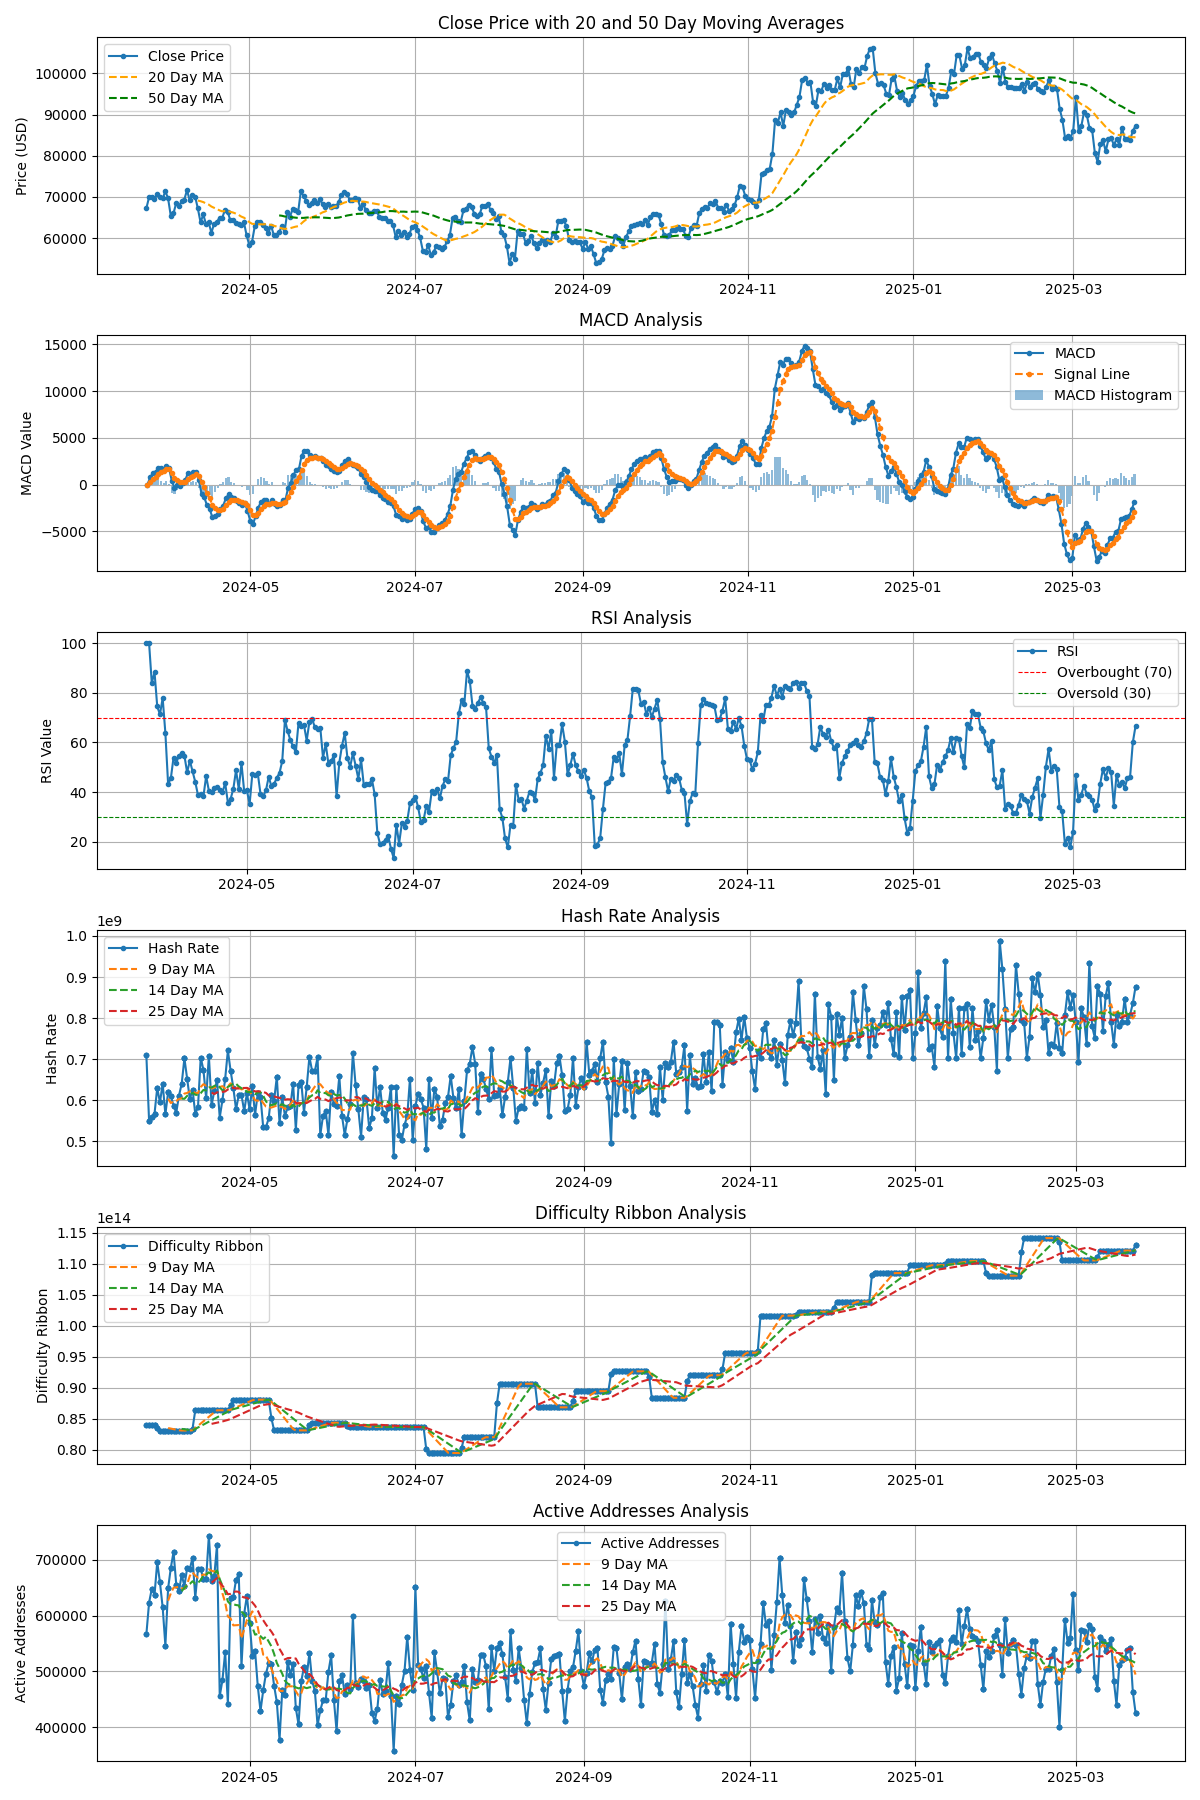 Close Price with 20 and 50 Day Moving Averages
Close Price
20 Day MA
50 Day MA
Price (USD)
100000
90000
80000
70000
60000
2024-05 2024-07 2024-09 2024-11 2025-01 2025-03
MACD Analysis
MACD
Signal Line
MACD Histogram
MACD Value
15000
10000
5000
0
−5000
2024-05 2024-07 2024-09 2024-11 2025-01 2025-03
RSI Analysis
RSI
Overbought (70)
Oversold (30)
RSI Value
100
80
60
40
20
2024-05 2024-07 2024-09 2024-11 2025-01 2025-03
Hash Rate Analysis
1e9
Hash Rate
9 Day MA
14 Day MA
25 Day MA
Hash Rate
1.0
0.9
0.8
0.7
0.6
0.5
2024-05 2024-07 2024-09 2024-11 2025-01 2025-03
Difficulty Ribbon Analysis
1e14
Difficulty Ribbon
9 Day MA
14 Day MA
25 Day MA
Difficulty Ribbon
1.15
1.10
1.05
1.00
0.95
0.90
0.85
0.80
2024-05 2024-07 2024-09 2024-11 2025-01 2025-03
Active Addresses Analysis
Active Addresses
9 Day MA
14 Day MA
25 Day MA
Active Addresses
700000
600000
500000
400000
2024-05 2024-07 2024-09 2024-11 2025-01 2025-03